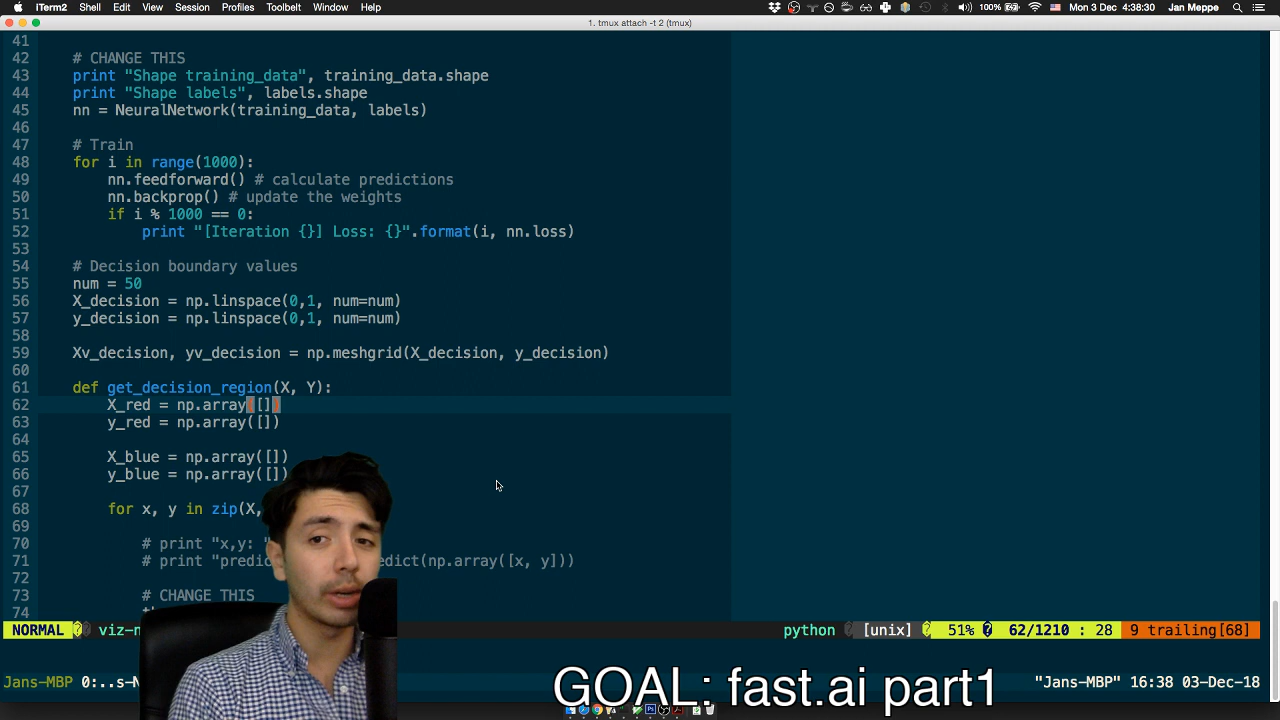 iTERM2 Shell Edit View Session Profiles Toolbelt Window Help 100% Mon 3 Dec 4:38:30 Jan Meppe
1. tmux attach -t 2 (tmux)
41
42 # CHANGE THIS
43 print "Shape training_data", training_data.shape
44 print "Shape labels", labels.shape
45 nn = NeuralNetwork(training_data, labels)
46
47 # Train
48 for i in range(1000):
49 nn.feedforward() # calculate predictions
50 nn.backprop() # update the weights
51 if i % 1000 == 0:
52 print "[Iteration {}] Loss: {}".format(i, nn.loss)
53
54 # Decision boundary values
55 num = 50
56 X_decision = np.linspace(0,1, num=num)
57 y_decision = np.linspace(0,1, num=num)
58
59 Xv_decision, yv_decision = np.meshgrid(X_decision, y_decision)
60
61 def get_decision_region(X, Y):
62 X_red = np.array([])
63 y_red = np.array([])
64
65 X_blue = np.array([])
66 y_blue = np.array([])
67
68 for x, y in zip(X,
69
70 # print "x,y: "
71 # print "predic edict(np.array([x, y]))
72
73 # CHANGE THIS
74
NORMAL viz-n python [unix] 51% 62/1210 : 28 9 trailing[68]
Jans-MBP 0:..s-N "Jans-MBP" 16:38 03-Dec-18
GOAL: fast.ai part1